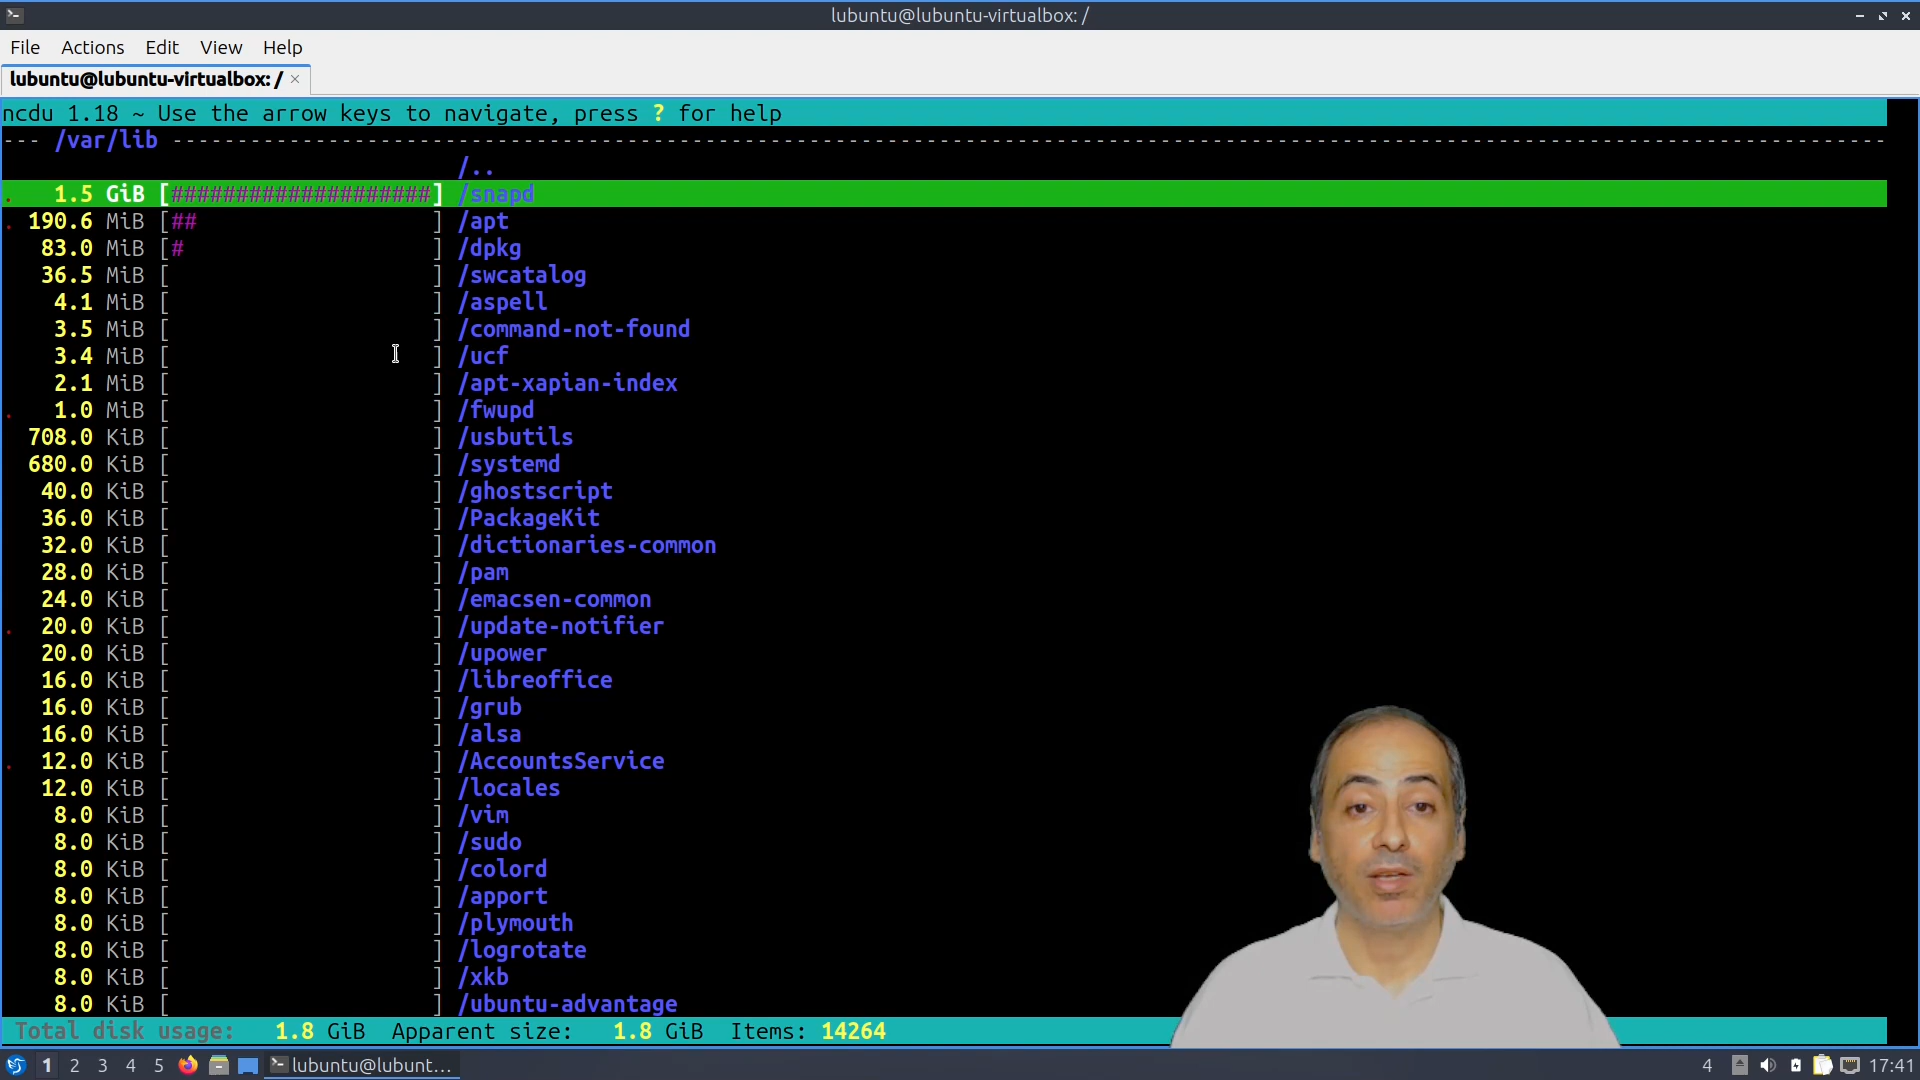 lubuntu@lubuntu-virtualbox: /
File Actions Edit View Help
lubuntu@lubuntu-virtualbox: / ×
ncdu 1.18 ~ Use the arrow keys to navigate, press ? for help
--- /var/lib ----------------------------------------------------------------
/..
. 1.5 GiB [####################] /snapd
. 190.6 MiB [## ] /apt
83.0 MiB [# ] /dpkg
36.5 MiB [ ] /swcatalog
4.1 MiB [ ] /aspell
3.5 MiB [ ] /command-not-found
3.4 MiB [ ] /ucf
2.1 MiB [ ] /apt-xapian-index
. 1.0 MiB [ ] /fwupd
708.0 KiB [ ] /usbutils
680.0 KiB [ ] /systemd
40.0 KiB [ ] /ghostscript
36.0 KiB [ ] /PackageKit
32.0 KiB [ ] /dictionaries-common
28.0 KiB [ ] /pam
24.0 KiB [ ] /emacsen-common
. 20.0 KiB [ ] /update-notifier
20.0 KiB [ ] /upower
16.0 KiB [ ] /libreoffice
16.0 KiB [ ] /grub
16.0 KiB [ ] /alsa
. 12.0 KiB [ ] /AccountsService
12.0 KiB [ ] /locales
8.0 KiB [ ] /vim
8.0 KiB [ ] /sudo
8.0 KiB [ ] /colord
8.0 KiB [ ] /apport
8.0 KiB [ ] /plymouth
8.0 KiB [ ] /logrotate
8.0 KiB [ ] /xkb
8.0 KiB [ ] /ubuntu-advantage
Total disk usage: 1.8 GiB Apparent size: 1.8 GiB Items: 14264
1 2 3 4 5 lubuntu@lubunt... 4 17:41